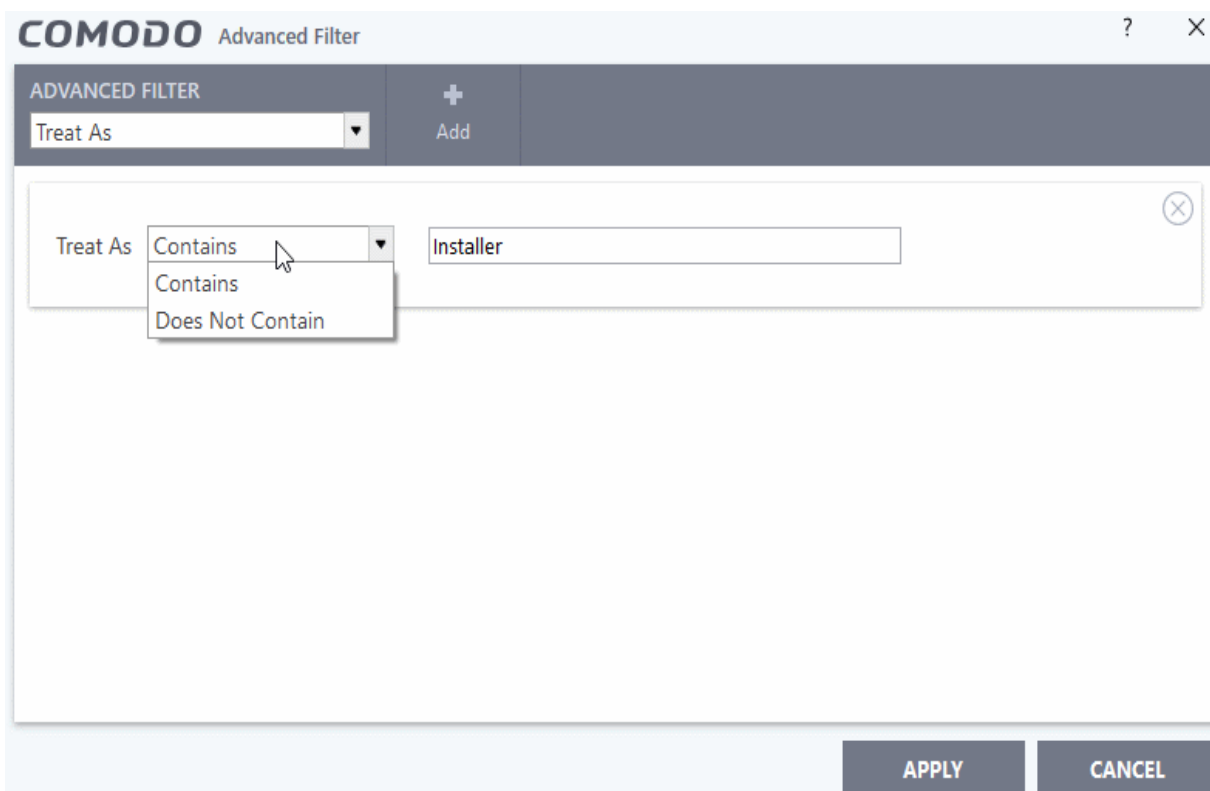 COMODO Advanced Filter ?
ADVANCED FILTER
Treat As
Add
Treat As Contains Installer
Contains
Does Not Contain
APPLY CANCEL